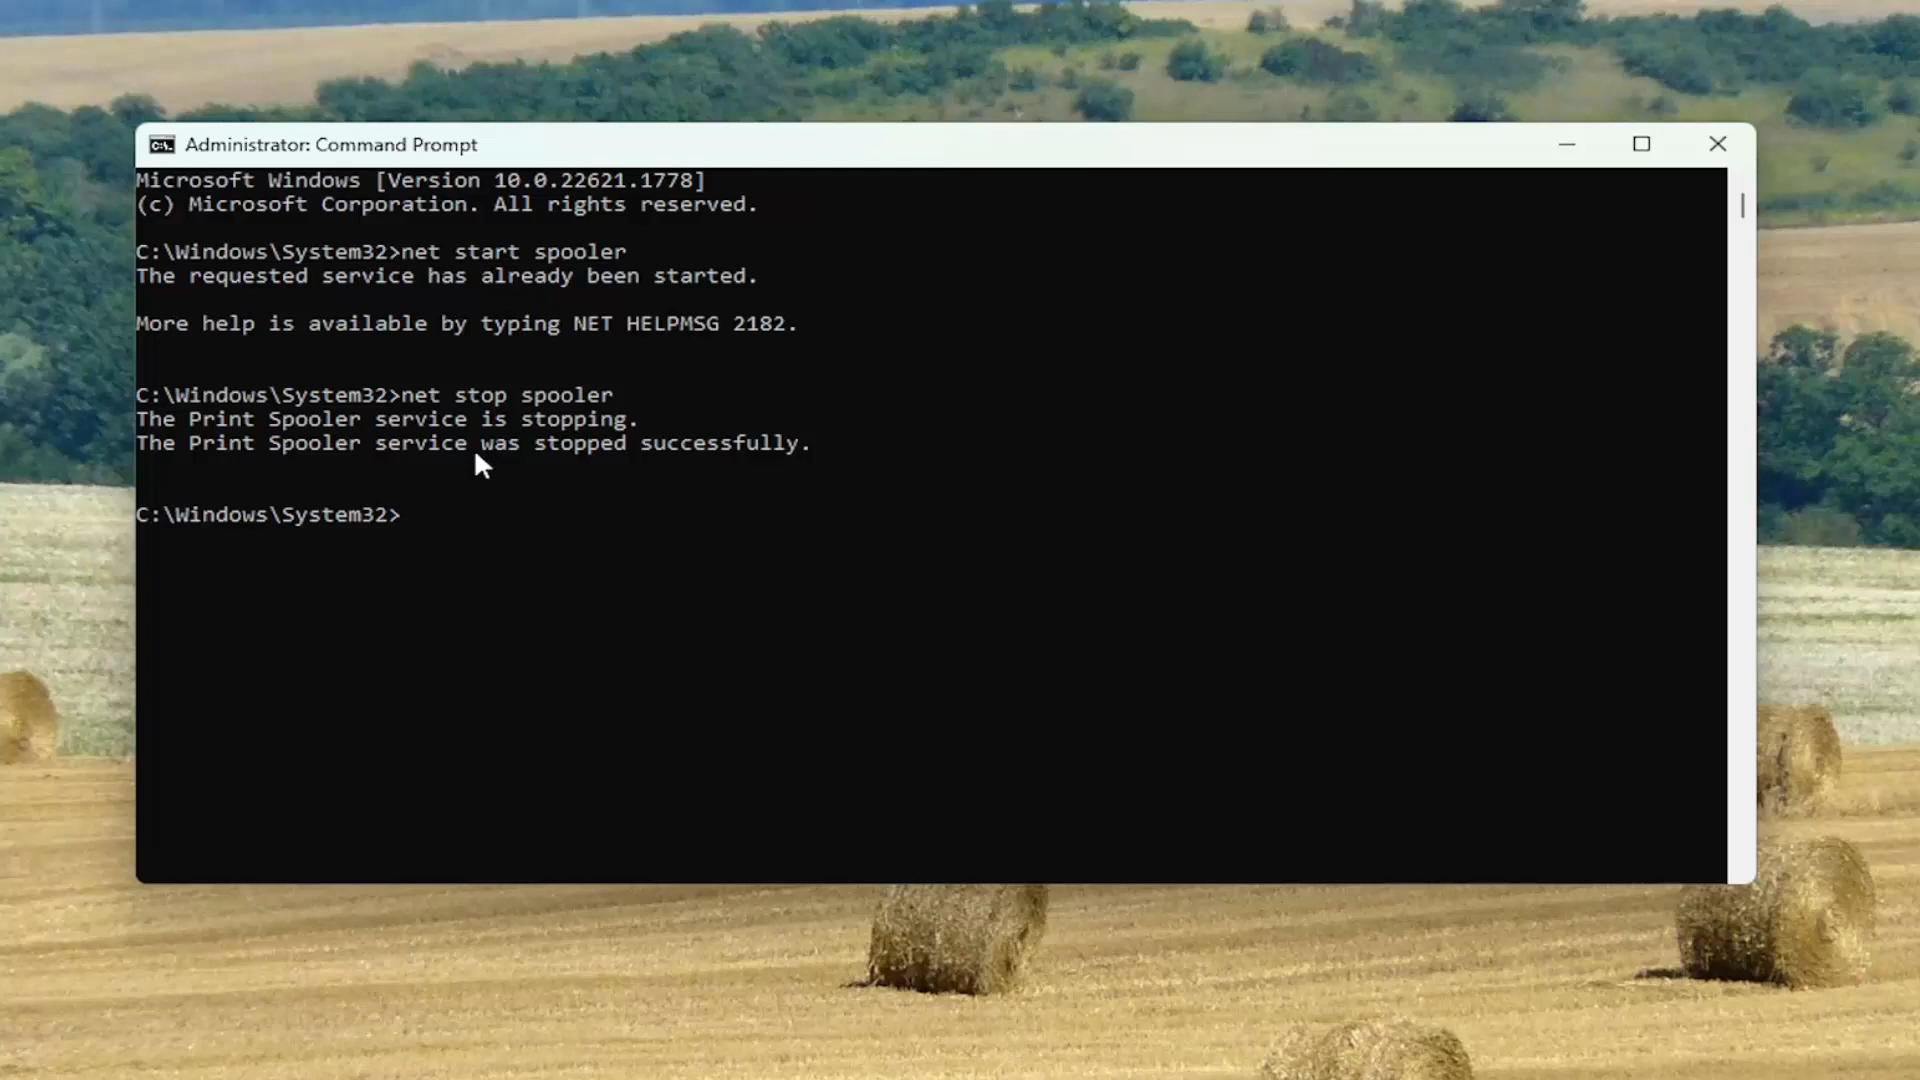 Administrator: Command Prompt
Microsoft Windows [Version 10.0.22621.1778]
(c) Microsoft Corporation. All rights reserved.
C:\Windows\System32>net start spooler
The requested service has already been started.
More help is available by typing NET HELPMSG 2182.
C:\Windows\System32>net stop spooler
The Print Spooler service is stopping.
The Print Spooler service was stopped successfully.
C:\Windows\System32>